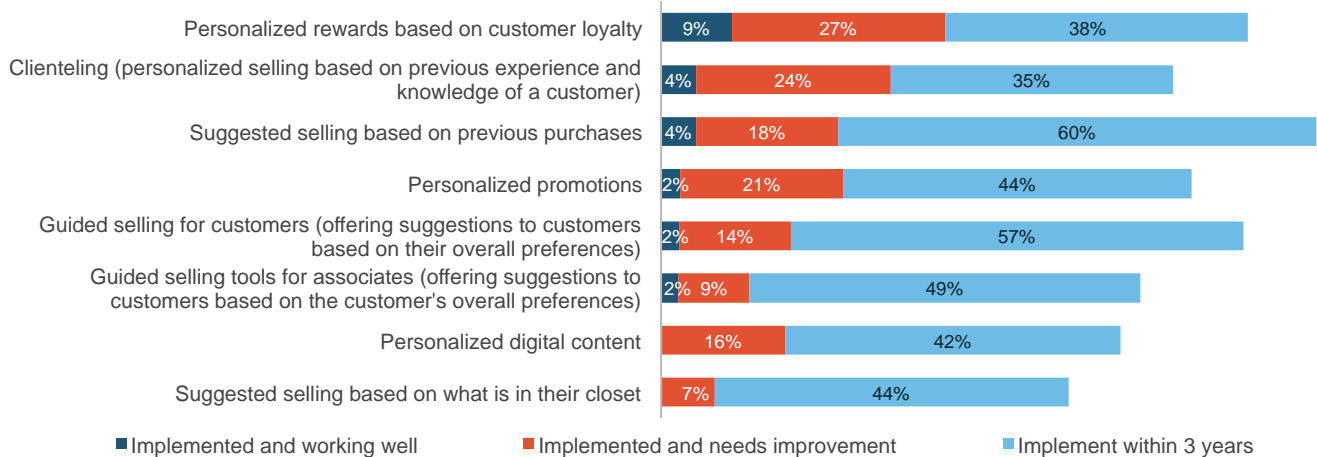 Personalized rewards based on customer loyalty
9% 27% 38%
Clienteling (personalized selling based on previous experience and
knowledge of a customer)
4% 24% 35%
Suggested selling based on previous purchases
4% 18% 60%
Personalized promotions
2% 21% 44%
Guided selling for customers (offering suggestions to customers
based on their overall preferences)
2% 14% 57%
Guided selling tools for associates (offering suggestions to
customers based on the customer's overall preferences)
2% 9% 49%
Personalized digital content
16% 42%
Suggested selling based on what is in their closet
7% 44%
Implemented and working well Implemented and needs improvement Implement within 3 years